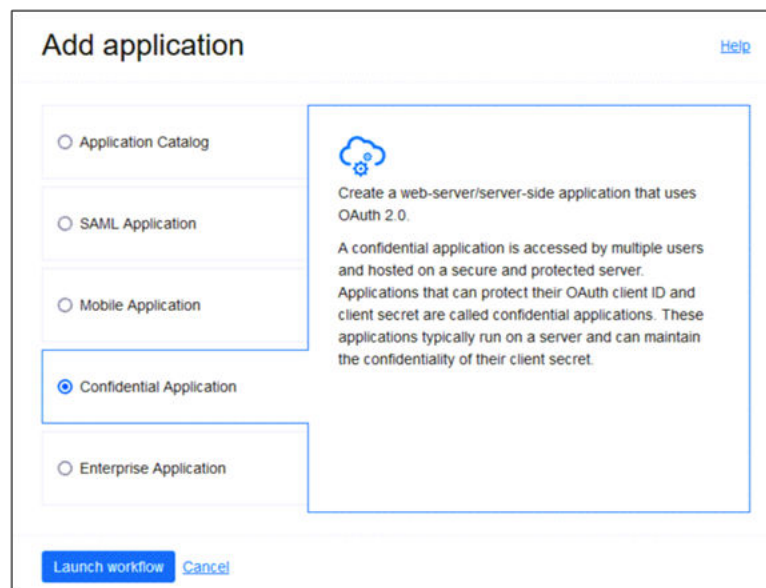 Add application
Help
Application Catalog
SAML Application
Mobile Application
Confidential Application
Enterprise Application
Create a web-server/server-side application that uses
OAuth 2.0.
A confidential application is accessed by multiple users
and hosted on a secure and protected server.
Applications that can protect their OAuth client ID and
client secret are called confidential applications. These
applications typically run on a server and can maintain
the confidentiality of their client secret.
Launch workflow
Cancel